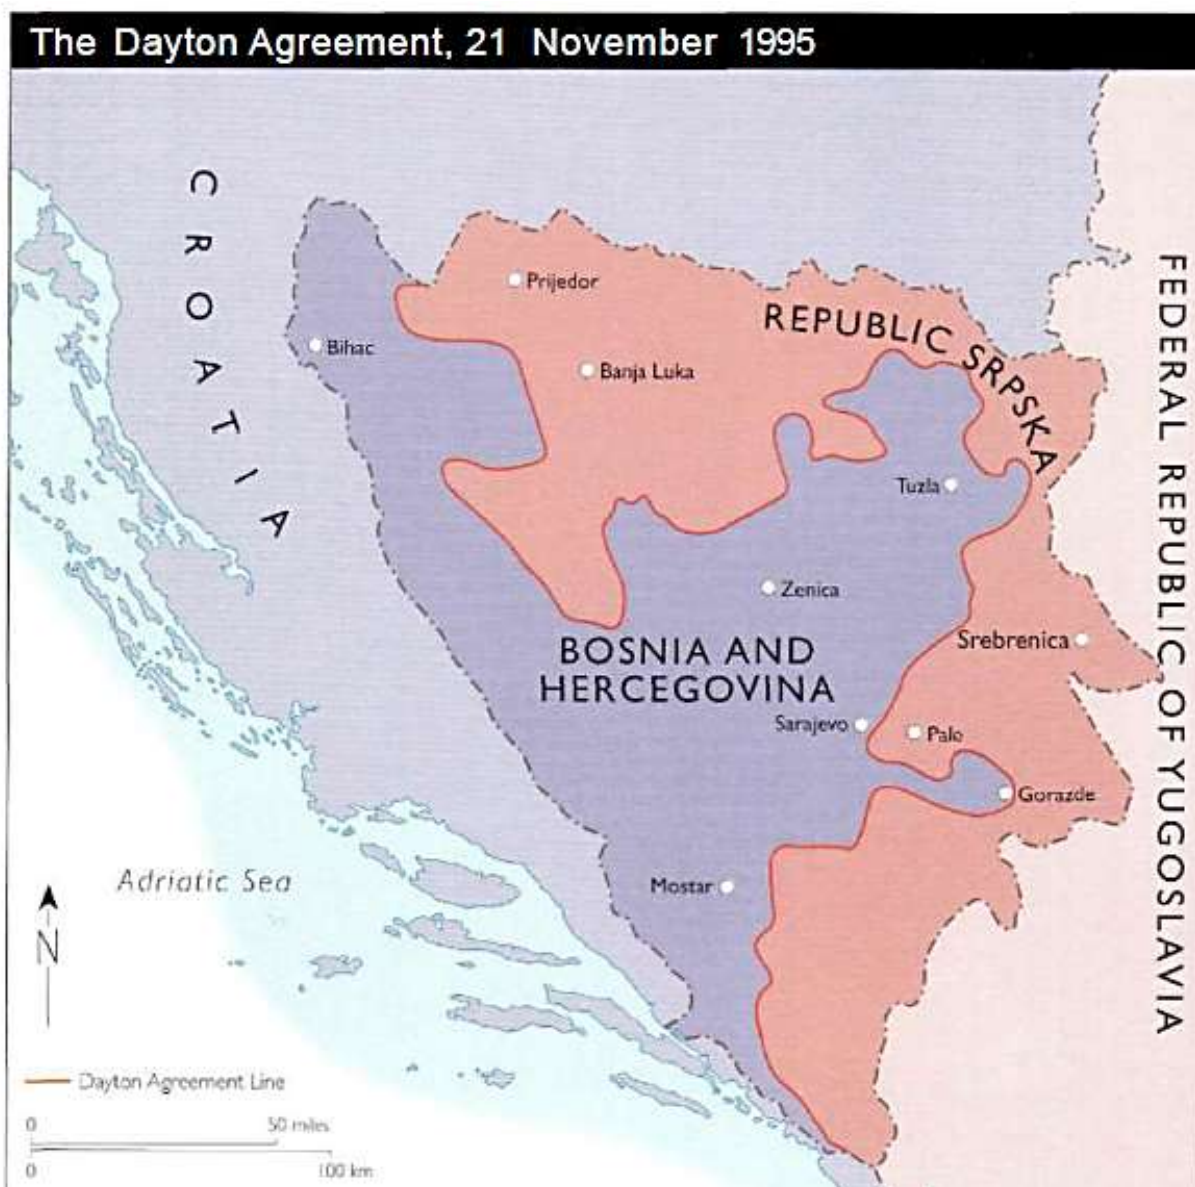 The Dayton Agreement, 21 November 1995
CROATIA
Prijedor
REPUBLIC SRPSKA
Bihac
Banja Luka
Tuzla
Zenica
BOSNIA AND
HERCEGOVINA
Srebrenica
Sarajevo
Pale
Gorazde
Mostar
FEDERAL REPUBLIC OF YUGOSLAVIA
Adriatic Sea
N
Dayton Agreement Line
0 50 miles
0 100 km